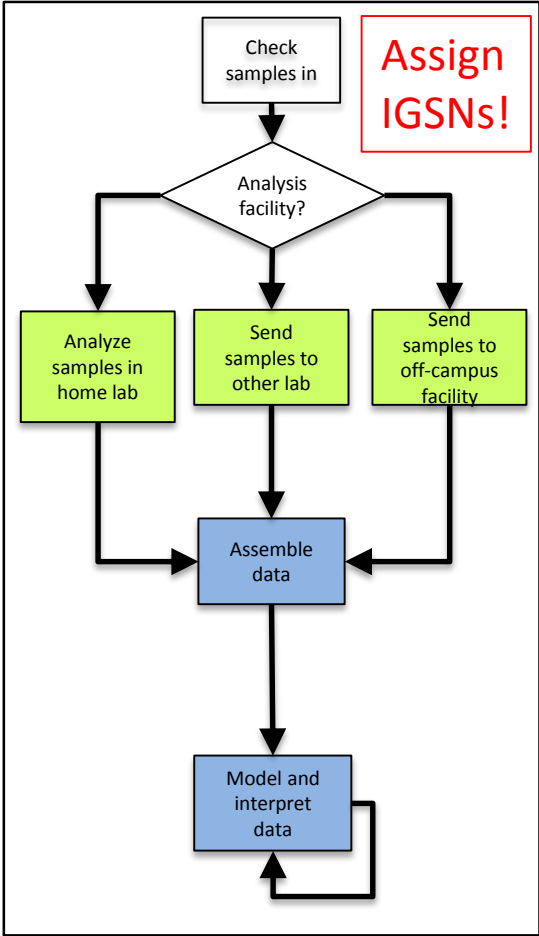 Check
samples in
Assign
IGSNs!
Analysis
facility?
Analyze
samples in
home lab
Send
samples to
other lab
Send
samples to
off-campus
facility
Assemble
data
Model and
interpret
data